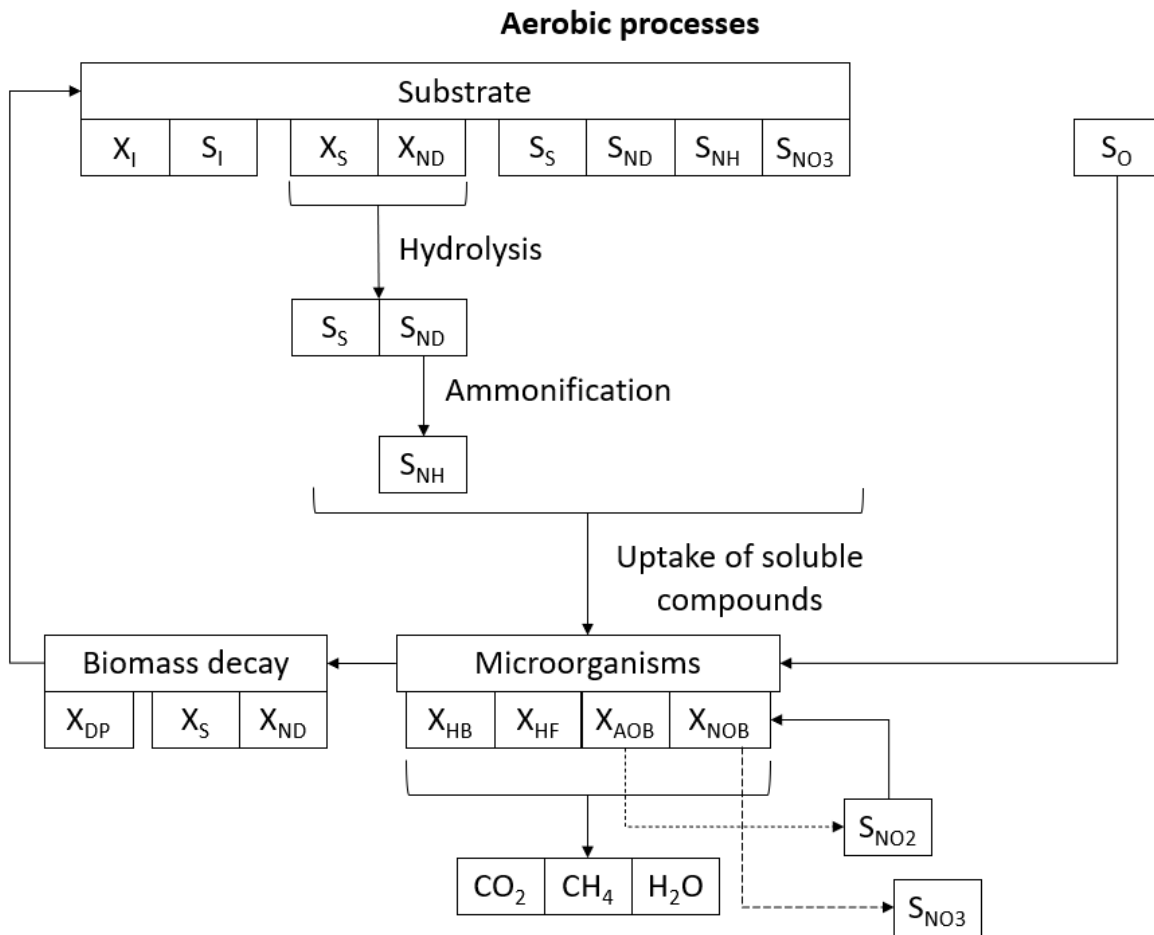 Aerobic processes
Substrate
X_I S_I X_S X_ND S_S S_ND S_NH S_NO3 S_O
Hydrolysis
S_S S_ND
Ammonification
S_NH
Uptake of soluble
compounds
Biomass decay Microorganisms
X_DP X_S X_ND X_HB X_HF X_AOB X_NOB
S_NO2
CO_2 CH_4 H_2O
S_NO3